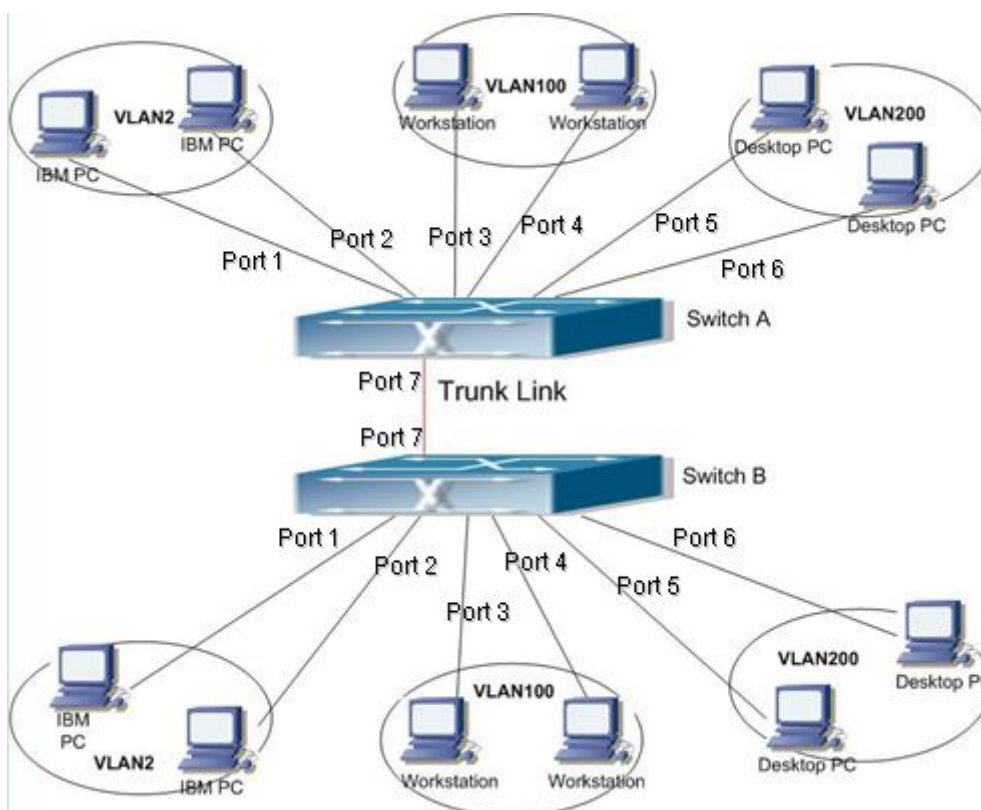 VLAN2
IBM PC
IBM PC
VLAN100
Workstation
Workstation
VLAN200
Desktop PC
Desktop PC
Port 1
Port 2
Port 3
Port 4
Port 5
Port 6
Switch A
Port 7
Trunk Link
Port 7
Switch B
Port 1
Port 2
Port 3
Port 4
Port 5
Port 6
IBM
PC
VLAN2
IBM PC
VLAN100
Workstation
Workstation
VLAN200
Desktop PC
Desktop PC